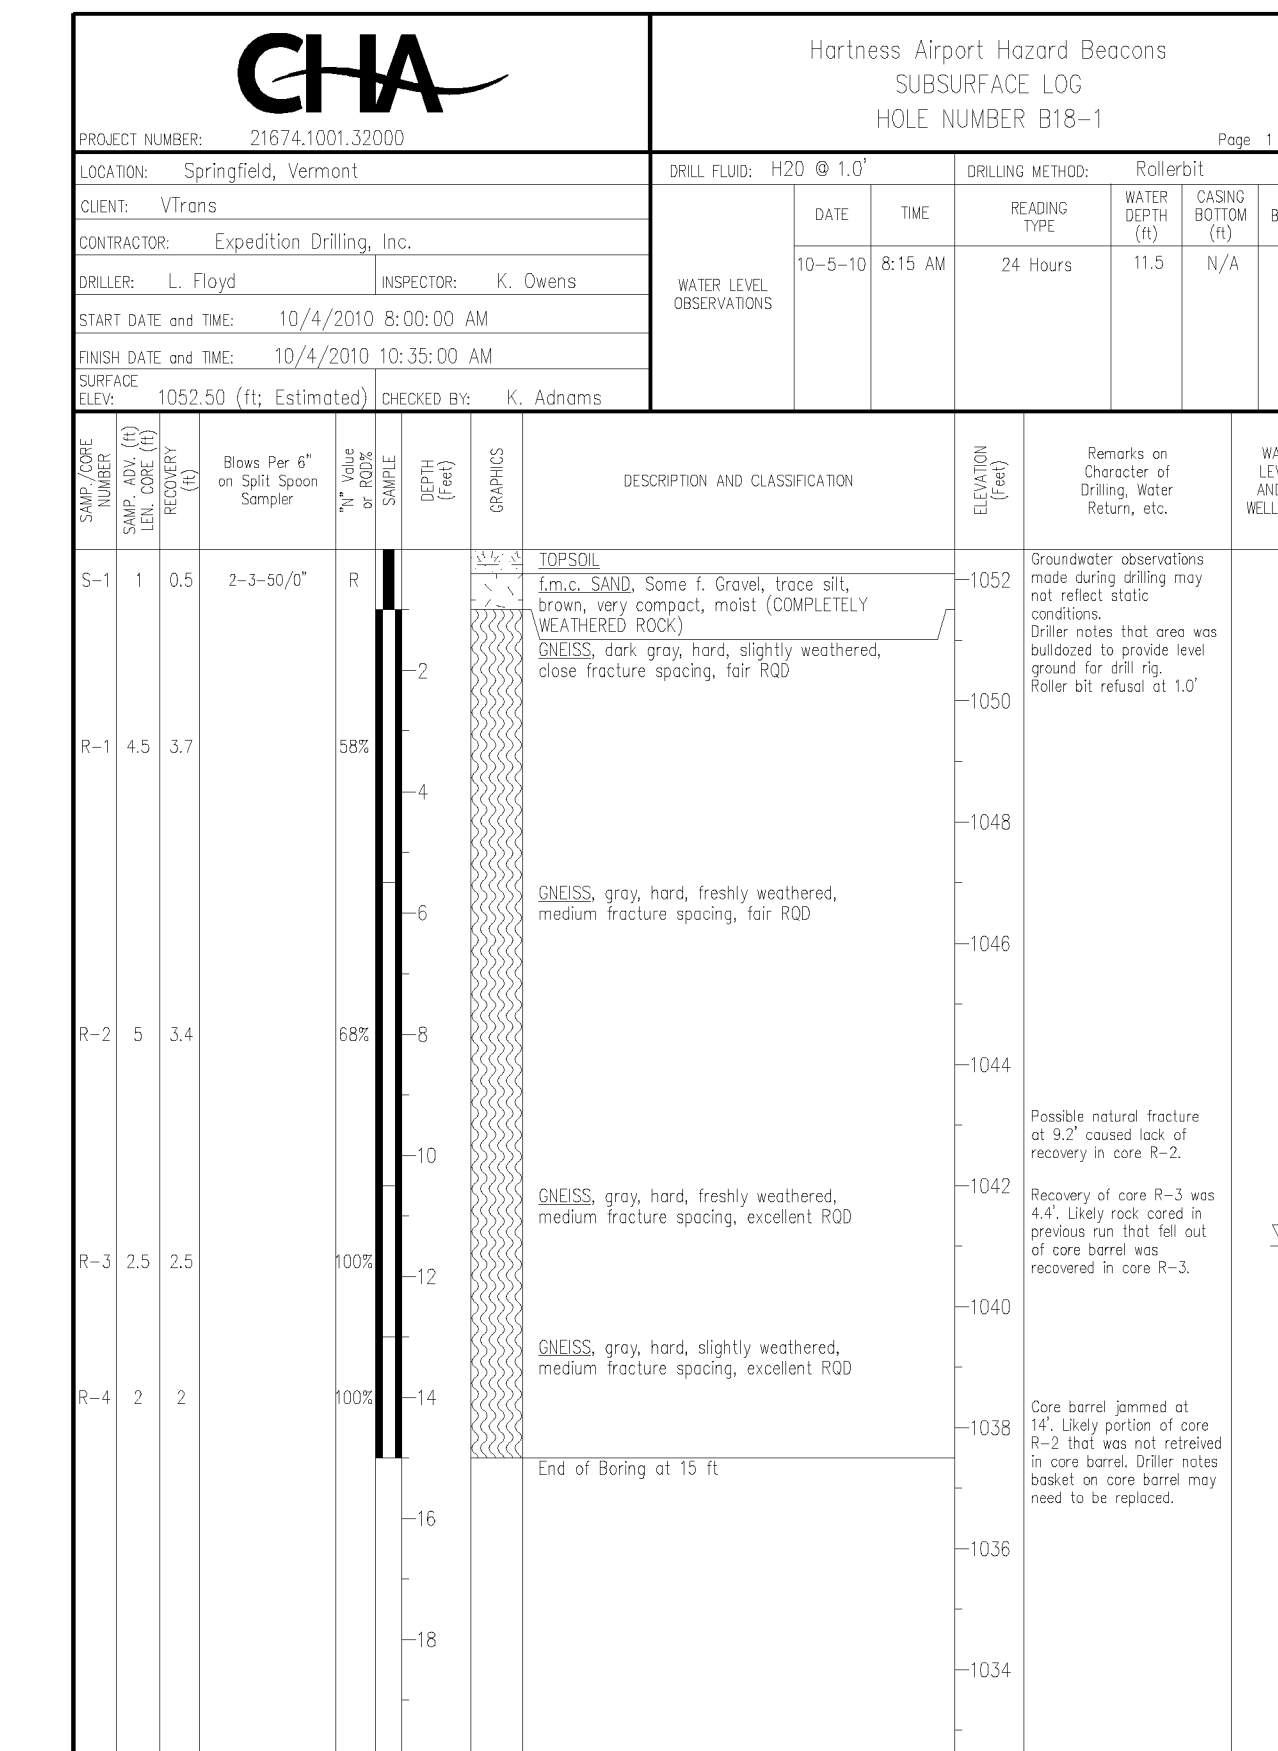 CHA
PROJECT NUMBER: 21674.1001.32000
Hartness Airport Hazard Beacons
SUBSURFACE LOG
HOLE NUMBER B18-1
Page 1
LOCATION: Springfield, Vermont
CLIENT: VTrans
CONTRACTOR: Expedition Drilling, Inc.
DRILLER: L. Floyd
INSPECTOR: K. Owens
START DATE and TIME: 10/4/2010 8:00:00 AM
FINISH DATE and TIME: 10/4/2010 10:35:00 AM
SURFACE
ELEV: 1052.50 (ft; Estimated)
CHECKED BY: K. Adnams
DRILL FLUID: H20 @ 1.0'
DRILLING METHOD: Rollerbit
WATER LEVEL
OBSERVATIONS
DATE
TIME
READING
TYPE
WATER
DEPTH
(ft)
CASING
BOTTOM
(ft)
B
10-5-10 8:15 AM 24 Hours 11.5 N/A
SAMP./CORE
NUMBER
SAMP. ADV. (ft)
LEN. CORE (ft)
RECOVERY
(ft)
Blows Per 6"
on Split Spoon
Sampler
"N" Value
or RQD%
SAMPLE
DEPTH
(Feet)
GRAPHICS
DESCRIPTION AND CLASSIFICATION
ELEVATION
(Feet)
Remarks on
Character of
Drilling, Water
Return, etc.
WA
LEV
AND
WELL
S-1 1 0.5 2-3-50/0" R
R-1 4.5 3.7 58%
R-2 5 3.4 68%
R-3 2.5 2.5 100%
R-4 2 2 100%
2
4
6
8
10
12
14
16
18
TOPSOIL
f.m.c. SAND, Some f. Gravel, trace silt,
brown, very compact, moist (COMPLETELY
WEATHERED ROCK)
GNEISS, dark gray, hard, slightly weathered,
close fracture spacing, fair RQD
GNEISS, gray, hard, freshly weathered,
medium fracture spacing, fair RQD
GNEISS, gray, hard, freshly weathered,
medium fracture spacing, excellent RQD
GNEISS, gray, hard, slightly weathered,
medium fracture spacing, excellent RQD
End of Boring at 15 ft
1052
1050
1048
1046
1044
1042
1040
1038
1036
1034
Groundwater observations
made during drilling may
not reflect static
conditions.
Driller notes that area was
bulldozed to provide level
ground for drill rig.
Roller bit refusal at 1.0'
Possible natural fracture
at 9.2' caused lack of
recovery in core R-2.
Recovery of core R-3 was
4.4'. Likely rock cored in
previous run that fell out
of core barrel was
recovered in core R-3.
Core barrel jammed at
14'. Likely portion of core
R-2 that was not retreived
in core barrel. Driller notes
basket on core barrel may
need to be replaced.